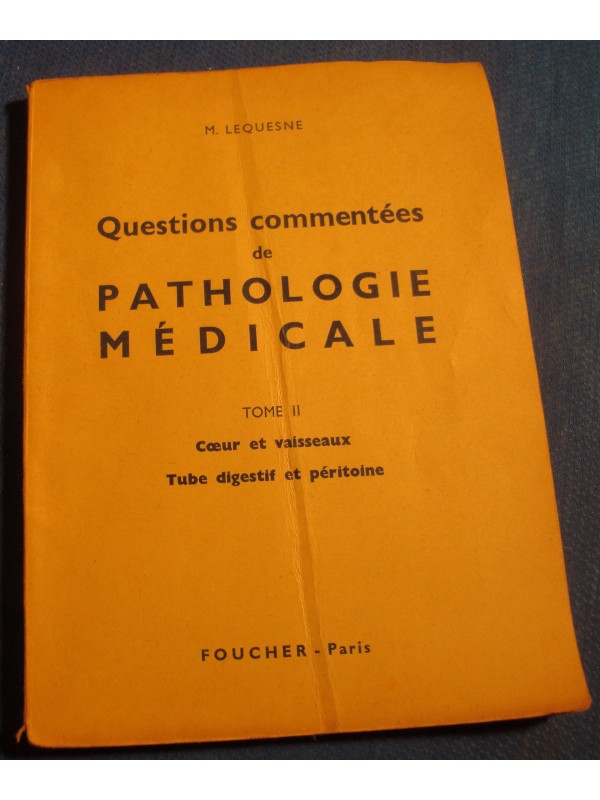 M. LEQUESNE
Questions commentées
de
PATHOLOGIE
MÉDICALE
TOME II
Cœur et vaisseaux
Tube digestif et péritoine
FOUCHER - Paris